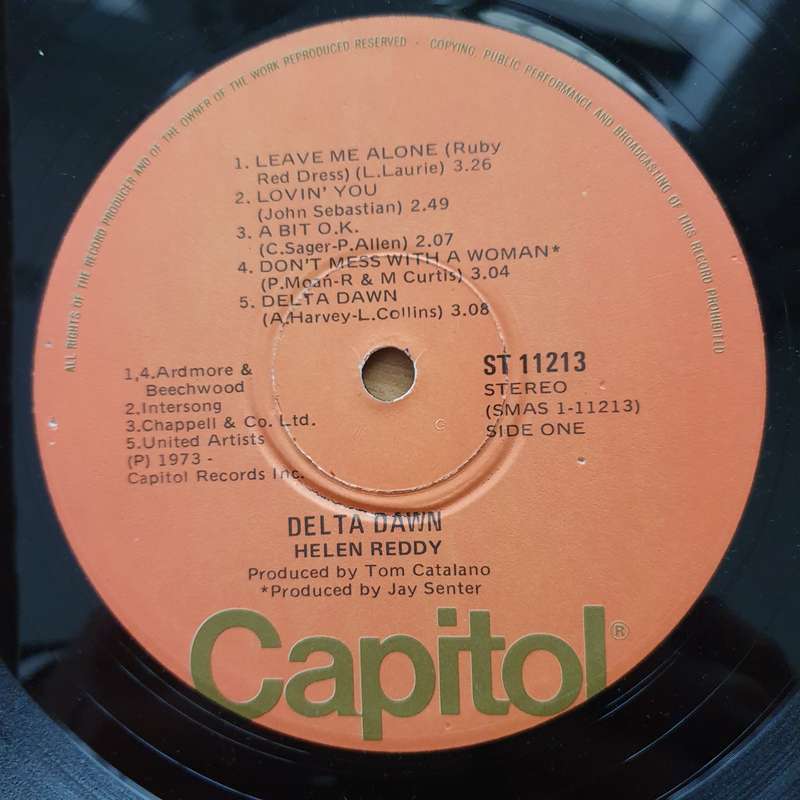 ALL RIGHTS OF THE RECORD PRODUCER AND OF THE OWNER OF THE WORK REPRODUCED RESERVED · COPYING, PUBLIC PERFORMANCE AND BROADCASTING OF THIS RECORD PROHIBITED
1. LEAVE ME ALONE (Ruby
Red Dress) (L.Laurie) 3.26
2. LOVIN' YOU
(John Sebastian) 2.49
3. A BIT O.K.
(C.Sager-P.Allen) 2.07
4. DON'T MESS WITH A WOMAN*
(P.Moan-R & M Curtis) 3.04
5. DELTA DAWN
(A.Harvey-L.Collins) 3.08
1,4.Ardmore &
Beechwood
2.Intersong
3.Chappell & Co. Ltd.
5.United Artists
(P) 1973 -
Capitol Records Inc.
ST 11213
STEREO
(SMAS 1-11213)
SIDE ONE
DELTA DAWN
HELEN REDDY
Produced by Tom Catalano
*Produced by Jay Senter
Capitol®